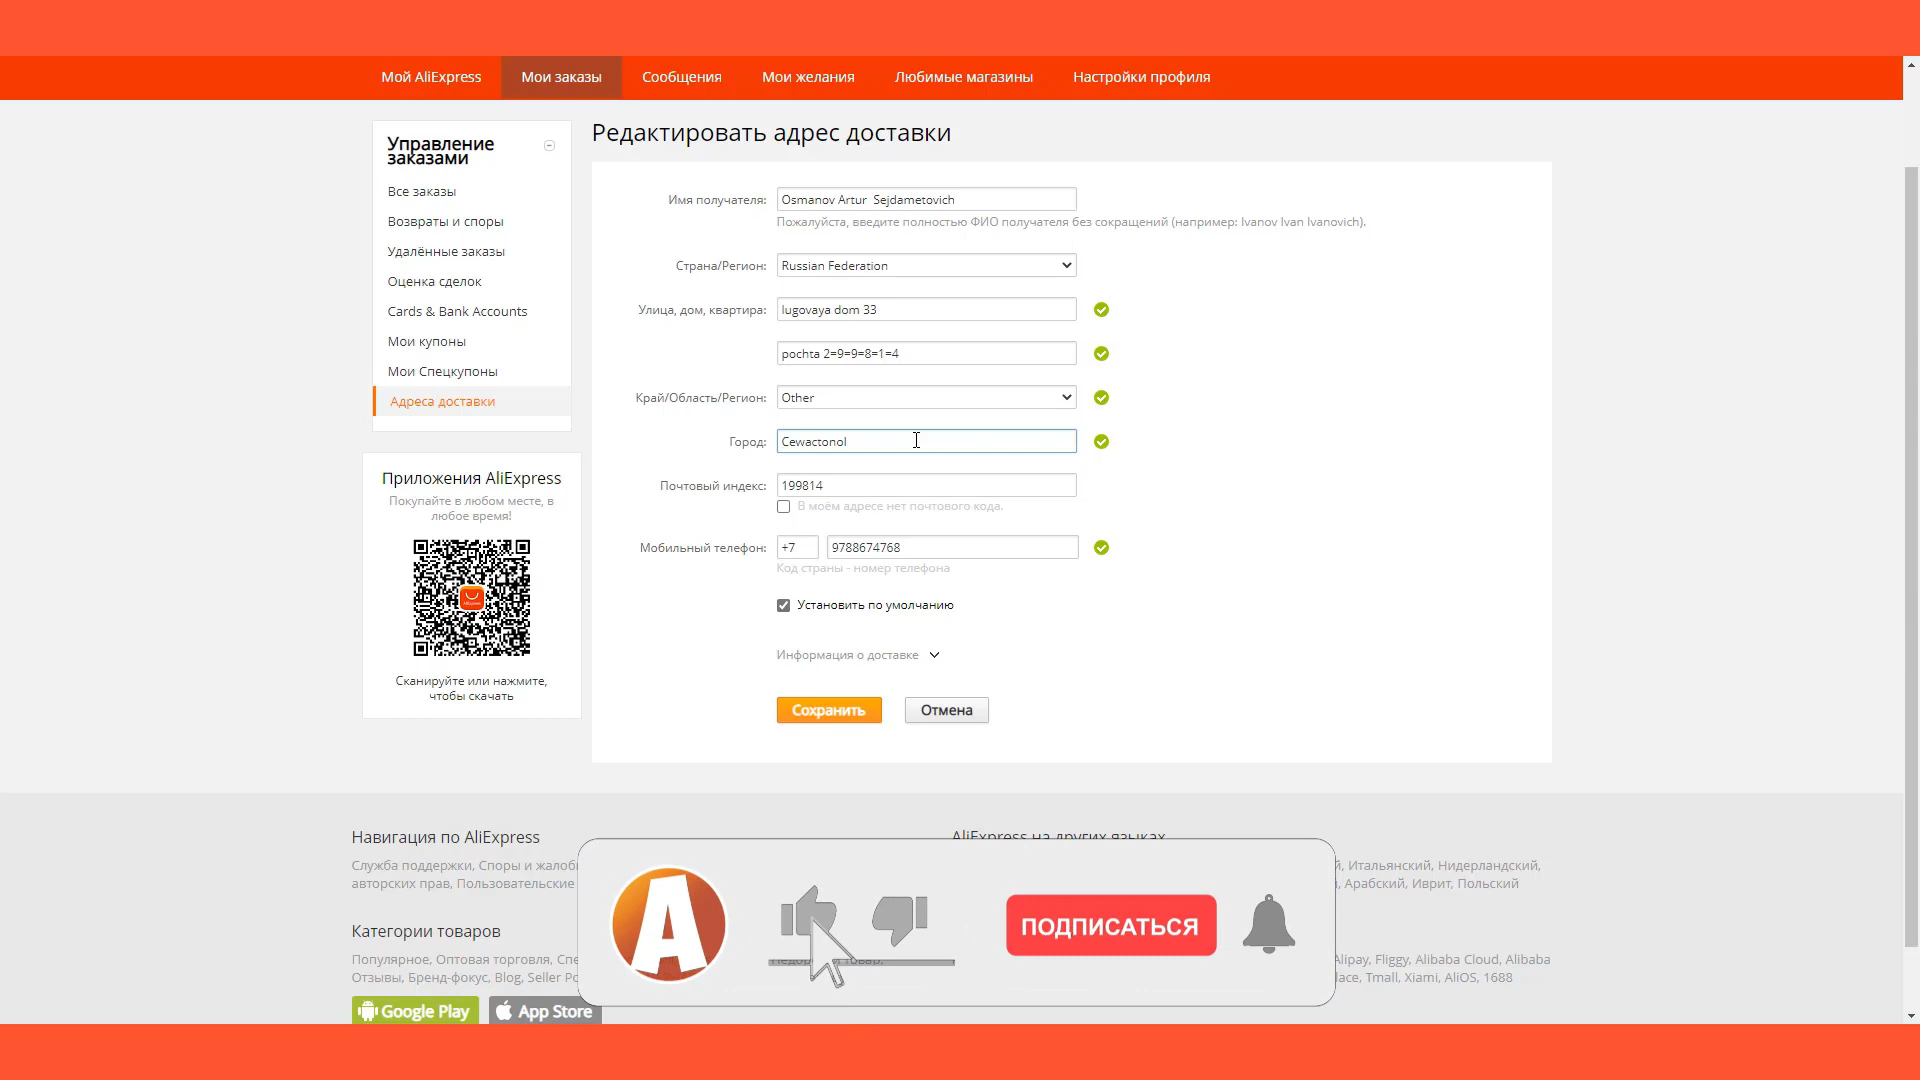 Мой AliExpress Мои заказы Сообщения Мои желания Любимые магазины Настройки профиля
Управление
заказами
Все заказы
Возвраты и споры
Удалённые заказы
Оценка сделок
Cards & Bank Accounts
Мои купоны
Мои Спецкупоны
Адреса доставки
Приложения AliExpress
Покупайте в любом месте, в
любое время!
Сканируйте или нажмите,
чтобы скачать
Редактировать адрес доставки
Имя получателя: Osmanov Artur Sejdametovich
Пожалуйста, введите полностью ФИО получателя без сокращений (например: Ivanov Ivan Ivanovich).
Страна/Регион: Russian Federation
Улица, дом, квартира: lugovaya dom 33
pochta 2=9=9=8=1=4
Край/Область/Регион: Other
Город: Cewactonol
Почтовый индекс: 199814
В моём адресе нет почтового кода.
Мобильный телефон: +7 9788674768
Код страны - номер телефона
Установить по умолчанию
Информация о доставке
Сохранить Отмена
Навигация по AliExpress
Служба поддержки, Споры и жалобы
авторских прав, Пользовательские
Категории товаров
Популярное, Оптовая торговля,
Отзывы, Бренд-фокус, Blog, Seller
Google Play App Store
AliExpress на других языках
Итальянский, Нидерландский,
Арабский, Иврит, Польский
Alipay, Fliggy, Alibaba Cloud, Alibaba
Tmall, Xiami, AliOS, 1688
A
ПОДПИСАТЬСЯ